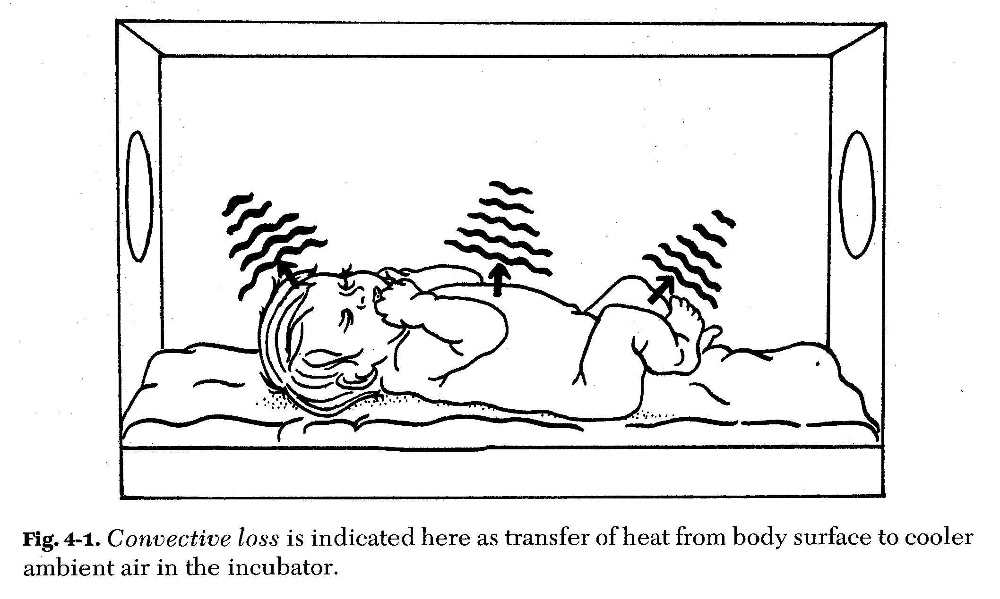 Fig. 4-1. Convective loss is indicated here as transfer of heat from body surface to cooler
ambient air in the incubator.